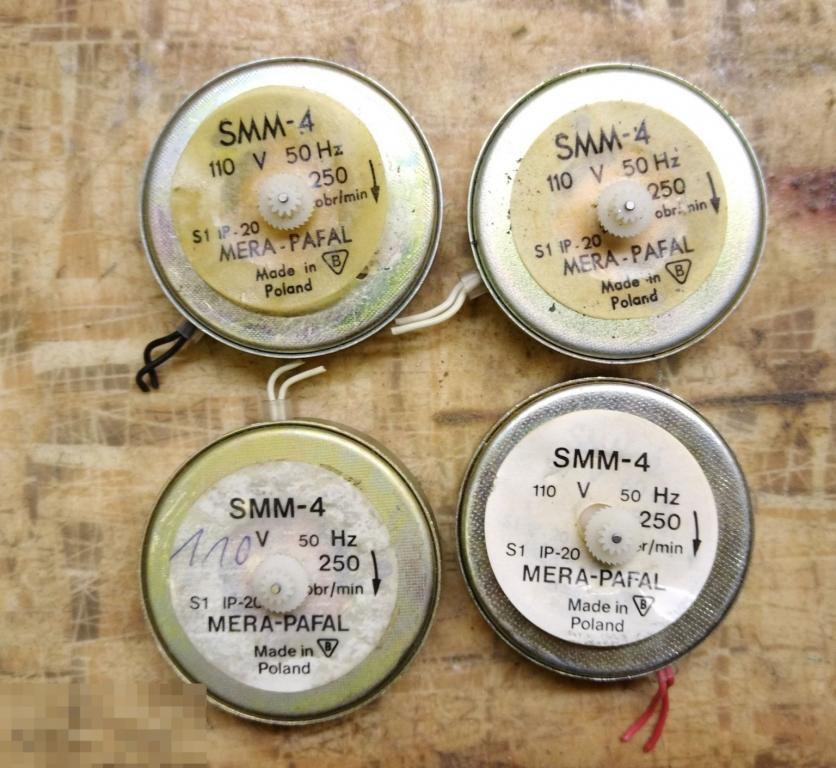 SMM-4
110 V 50 Hz
250
obr/min
S1 IP-20
MERA-PAFAL
Made in B
Poland
SMM-4
110 V 50 Hz
250
obr/min
S1 IP-20
MERA-PAFAL
Made in B
Poland
SMM-4
110 V 50 Hz
250
obr/min
S1 IP-20
MERA-PAFAL
Made in B
Poland
SMM-4
110 V 50 Hz
250
r/min
S1 IP-20
MERA-PAFAL
Made in B
Poland